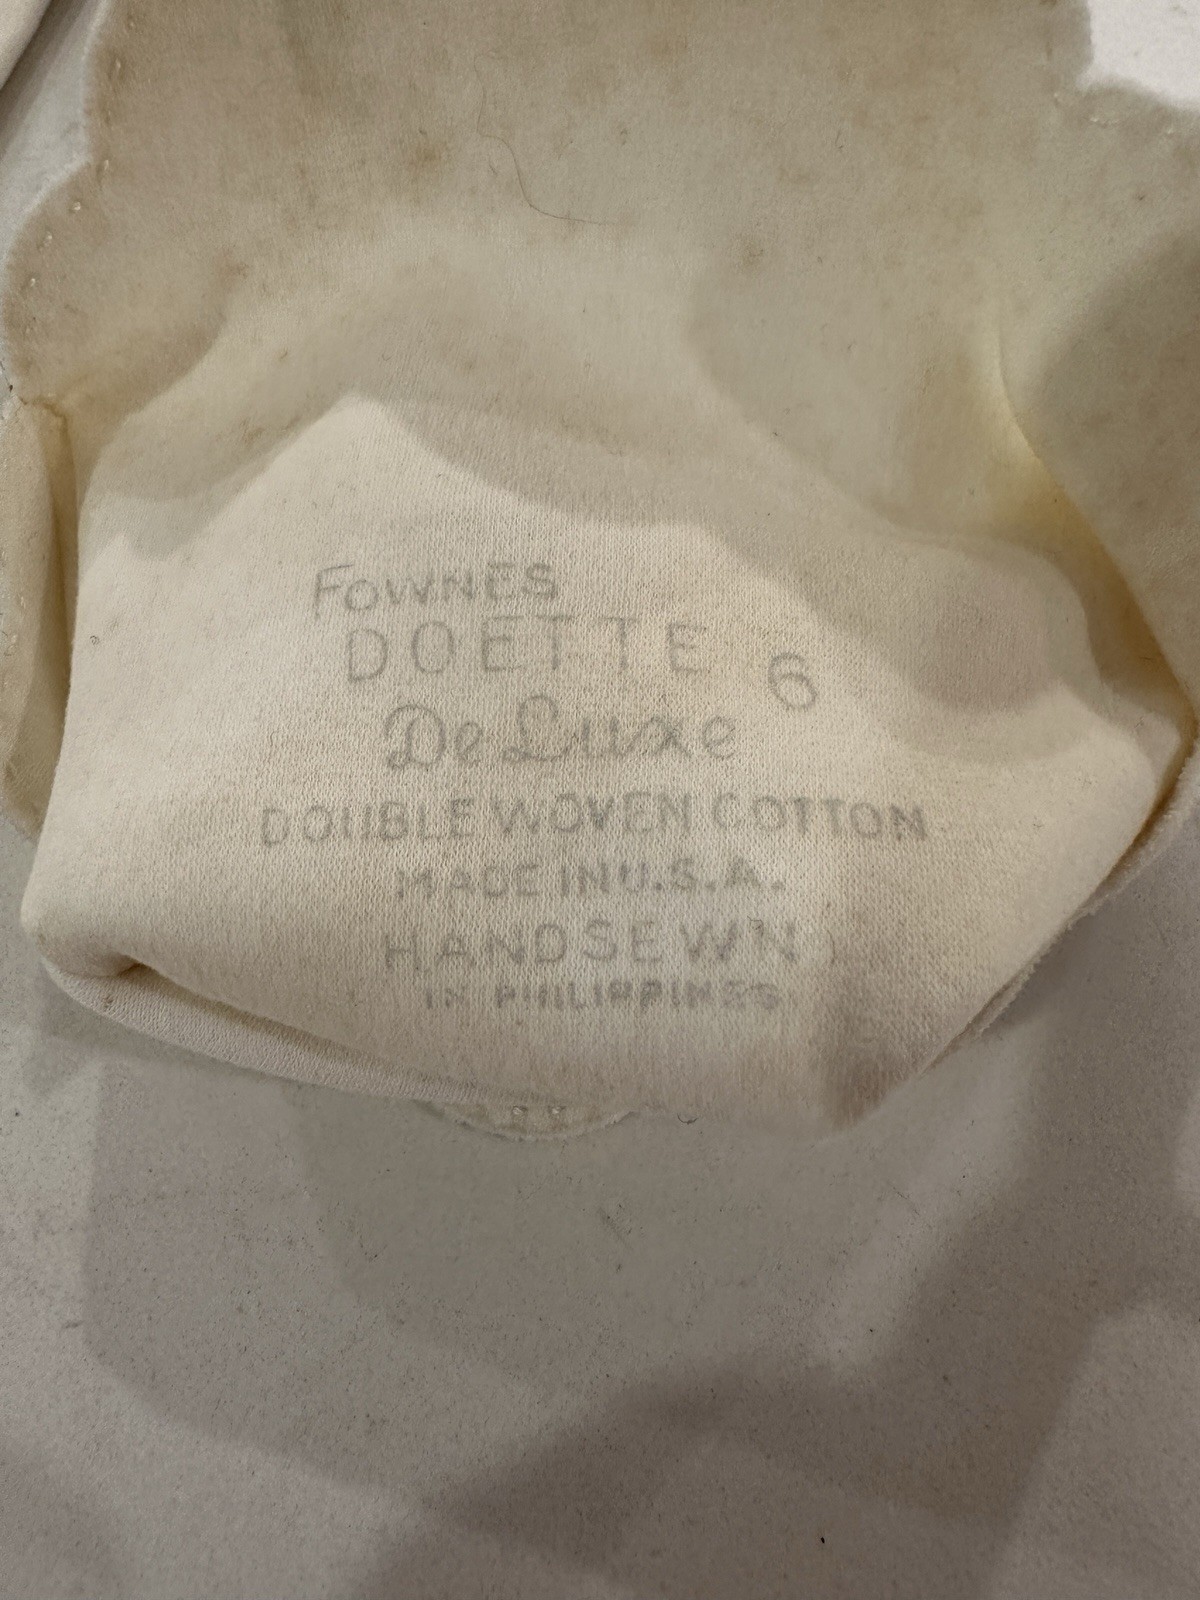 FOWNES
DOETTE 6
De Luxe
DOUBLE WOVEN COTTON
MADE IN U.S.A.
HANDSEWN
IN PHILIPPINES